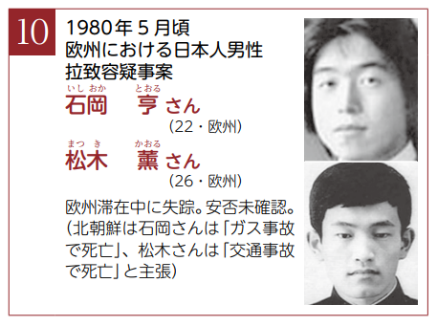 10
1980年5月頃
欧州における日本人男性
拉致容疑事案
いしおか とおる
石岡 亨さん
(22・欧州)
まつき かおる
松木 薫さん
(26・欧州)
欧州滞在中に失踪。安否未確認。
(北朝鮮は石岡さんは「ガス事故
で死亡」、松木さんは「交通事故
で死亡」と主張)